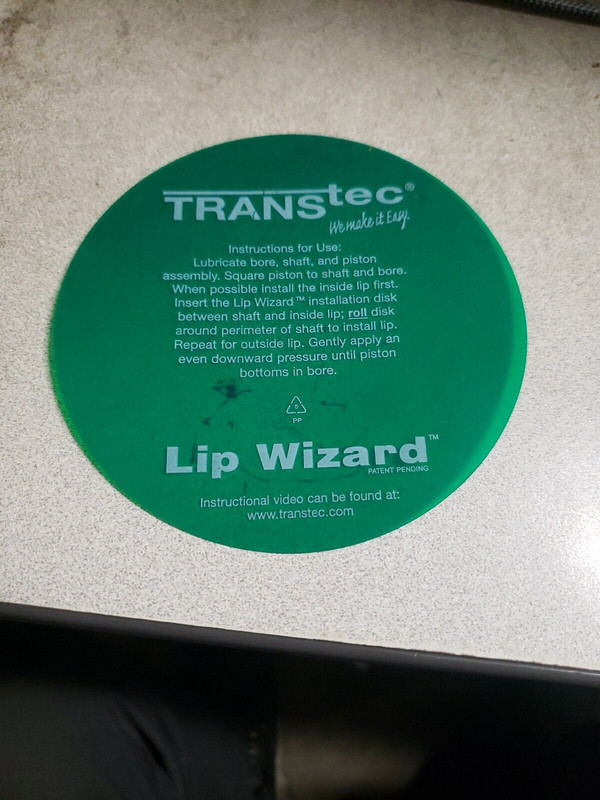 TRANStec®
We make it Easy.
Instructions for Use:
Lubricate bore, shaft, and piston
assembly. Square piston to shaft and bore.
When possible install the inside lip first.
Insert the Lip Wizard™ installation disk
between shaft and inside lip; roll disk
around perimeter of shaft to install lip.
Repeat for outside lip. Gently apply an
even downward pressure until piston
bottoms in bore.
5
PP
Lip Wizard™
PATENT PENDING
Instructional video can be found at:
www.transtec.com